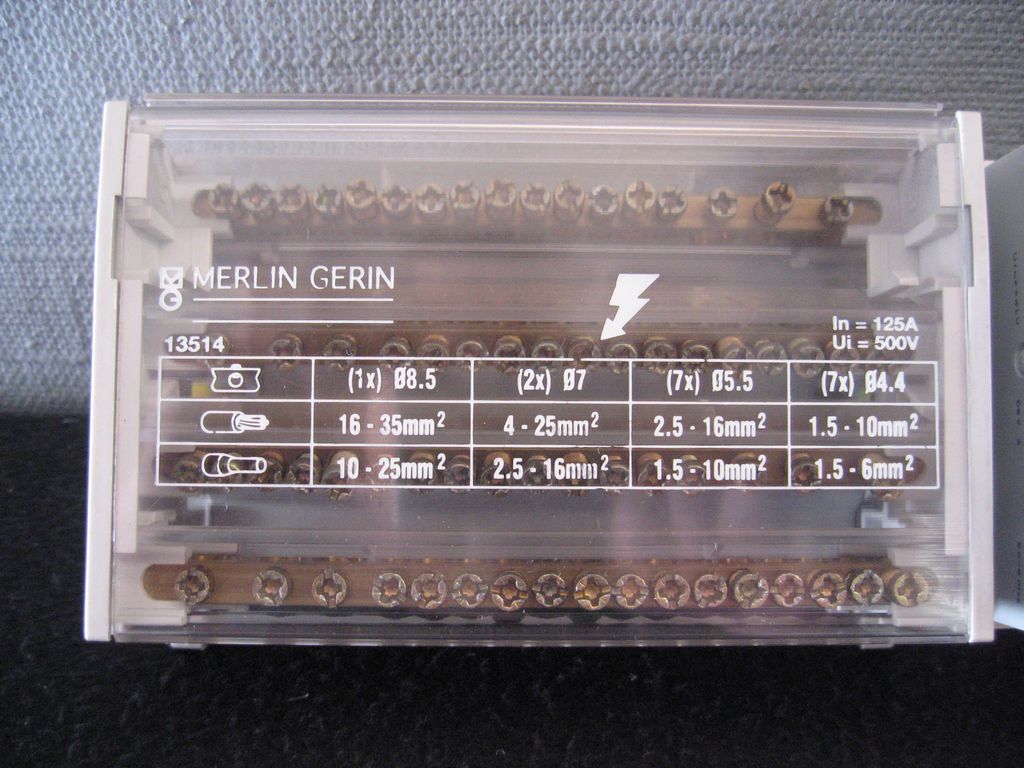 MERLIN GERIN
In = 125A
Ui = 500V
13514
(1x) Ø8.5 (2x) Ø7 (7x) Ø5.5 (7x) Ø4.4
16 - 35mm² 4 - 25mm² 2.5 - 16mm² 1.5 - 10mm²
10 - 25mm² 2.5 - 16mm² 1.5 - 10mm² 1.5 - 6mm²